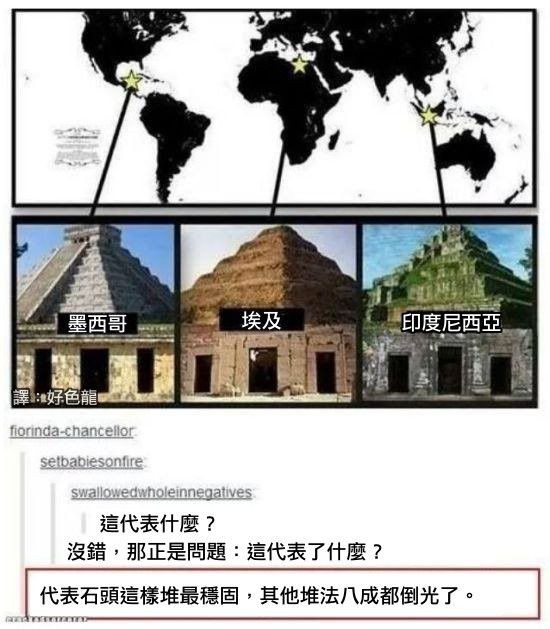 墨西哥
埃及
印度尼西亞
譯：好色龍
fiorinda-chancellor:
setbabiesonfire:
swallowedwholeinnegatives:
這代表什麼？
沒錯，那正是問題：這代表了什麼？
代表石頭這樣堆最穩固，其他堆法八成都倒光了。